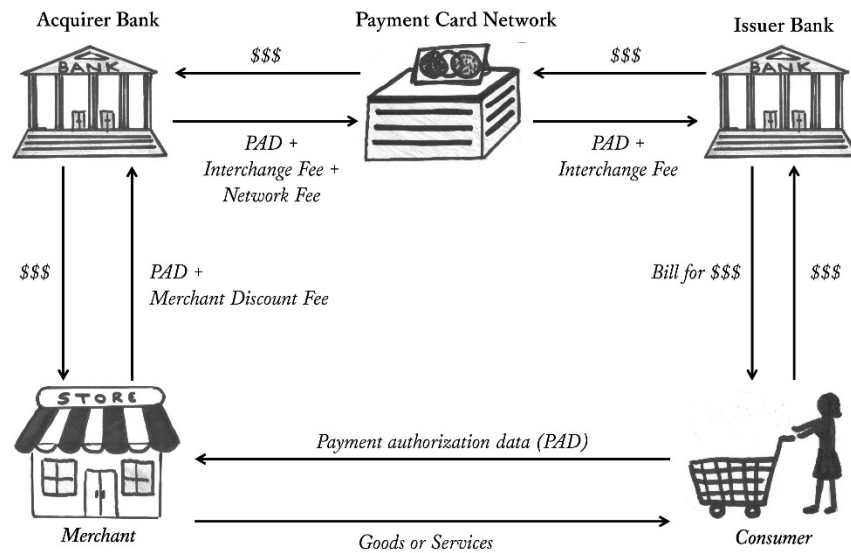 Acquirer Bank
Payment Card Network
Issuer Bank
$$$
$$$
BANK
BANK
PAD +
Interchange Fee +
Network Fee
PAD +
Interchange Fee
$$$
PAD +
Merchant Discount Fee
Bill for $$$
$$$
STORE
Payment authorization data (PAD)
Merchant
Goods or Services
Consumer